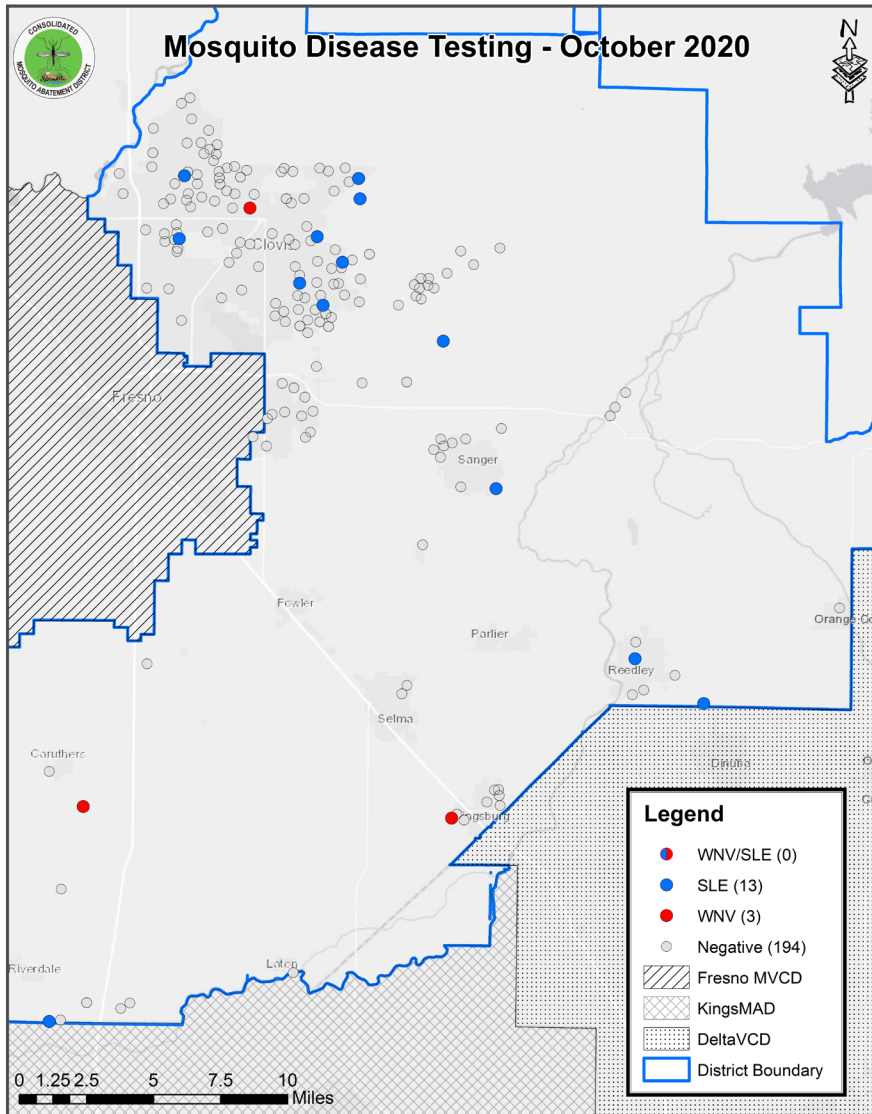 CONSOLIDATED
MOSQUITO ABATEMENT DISTRICT
Mosquito Disease Testing - October 2020
N
Clovis
Fresno
Sanger
Fowler
Parlier
Orange Co
Reedley
Selma
Caruthers
Dinuba
Kingsburg
Laton
Riverdale
Legend
WNV/SLE (0)
SLE (13)
WNV (3)
Negative (194)
Fresno MVCD
KingsMAD
DeltaVCD
District Boundary
0 1.25 2.5 5 7.5 10
Miles